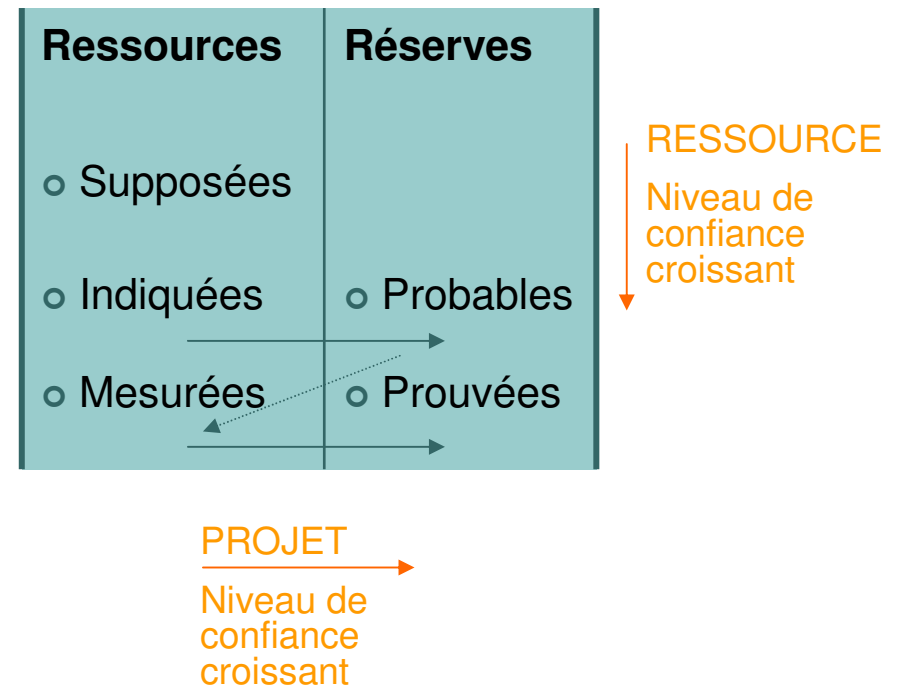 Ressources
Réserves
Supposées
Indiquées
Probables
Mesurées
Prouvées
RESSOURCE
Niveau de
confiance
croissant
PROJET
Niveau de
confiance
croissant